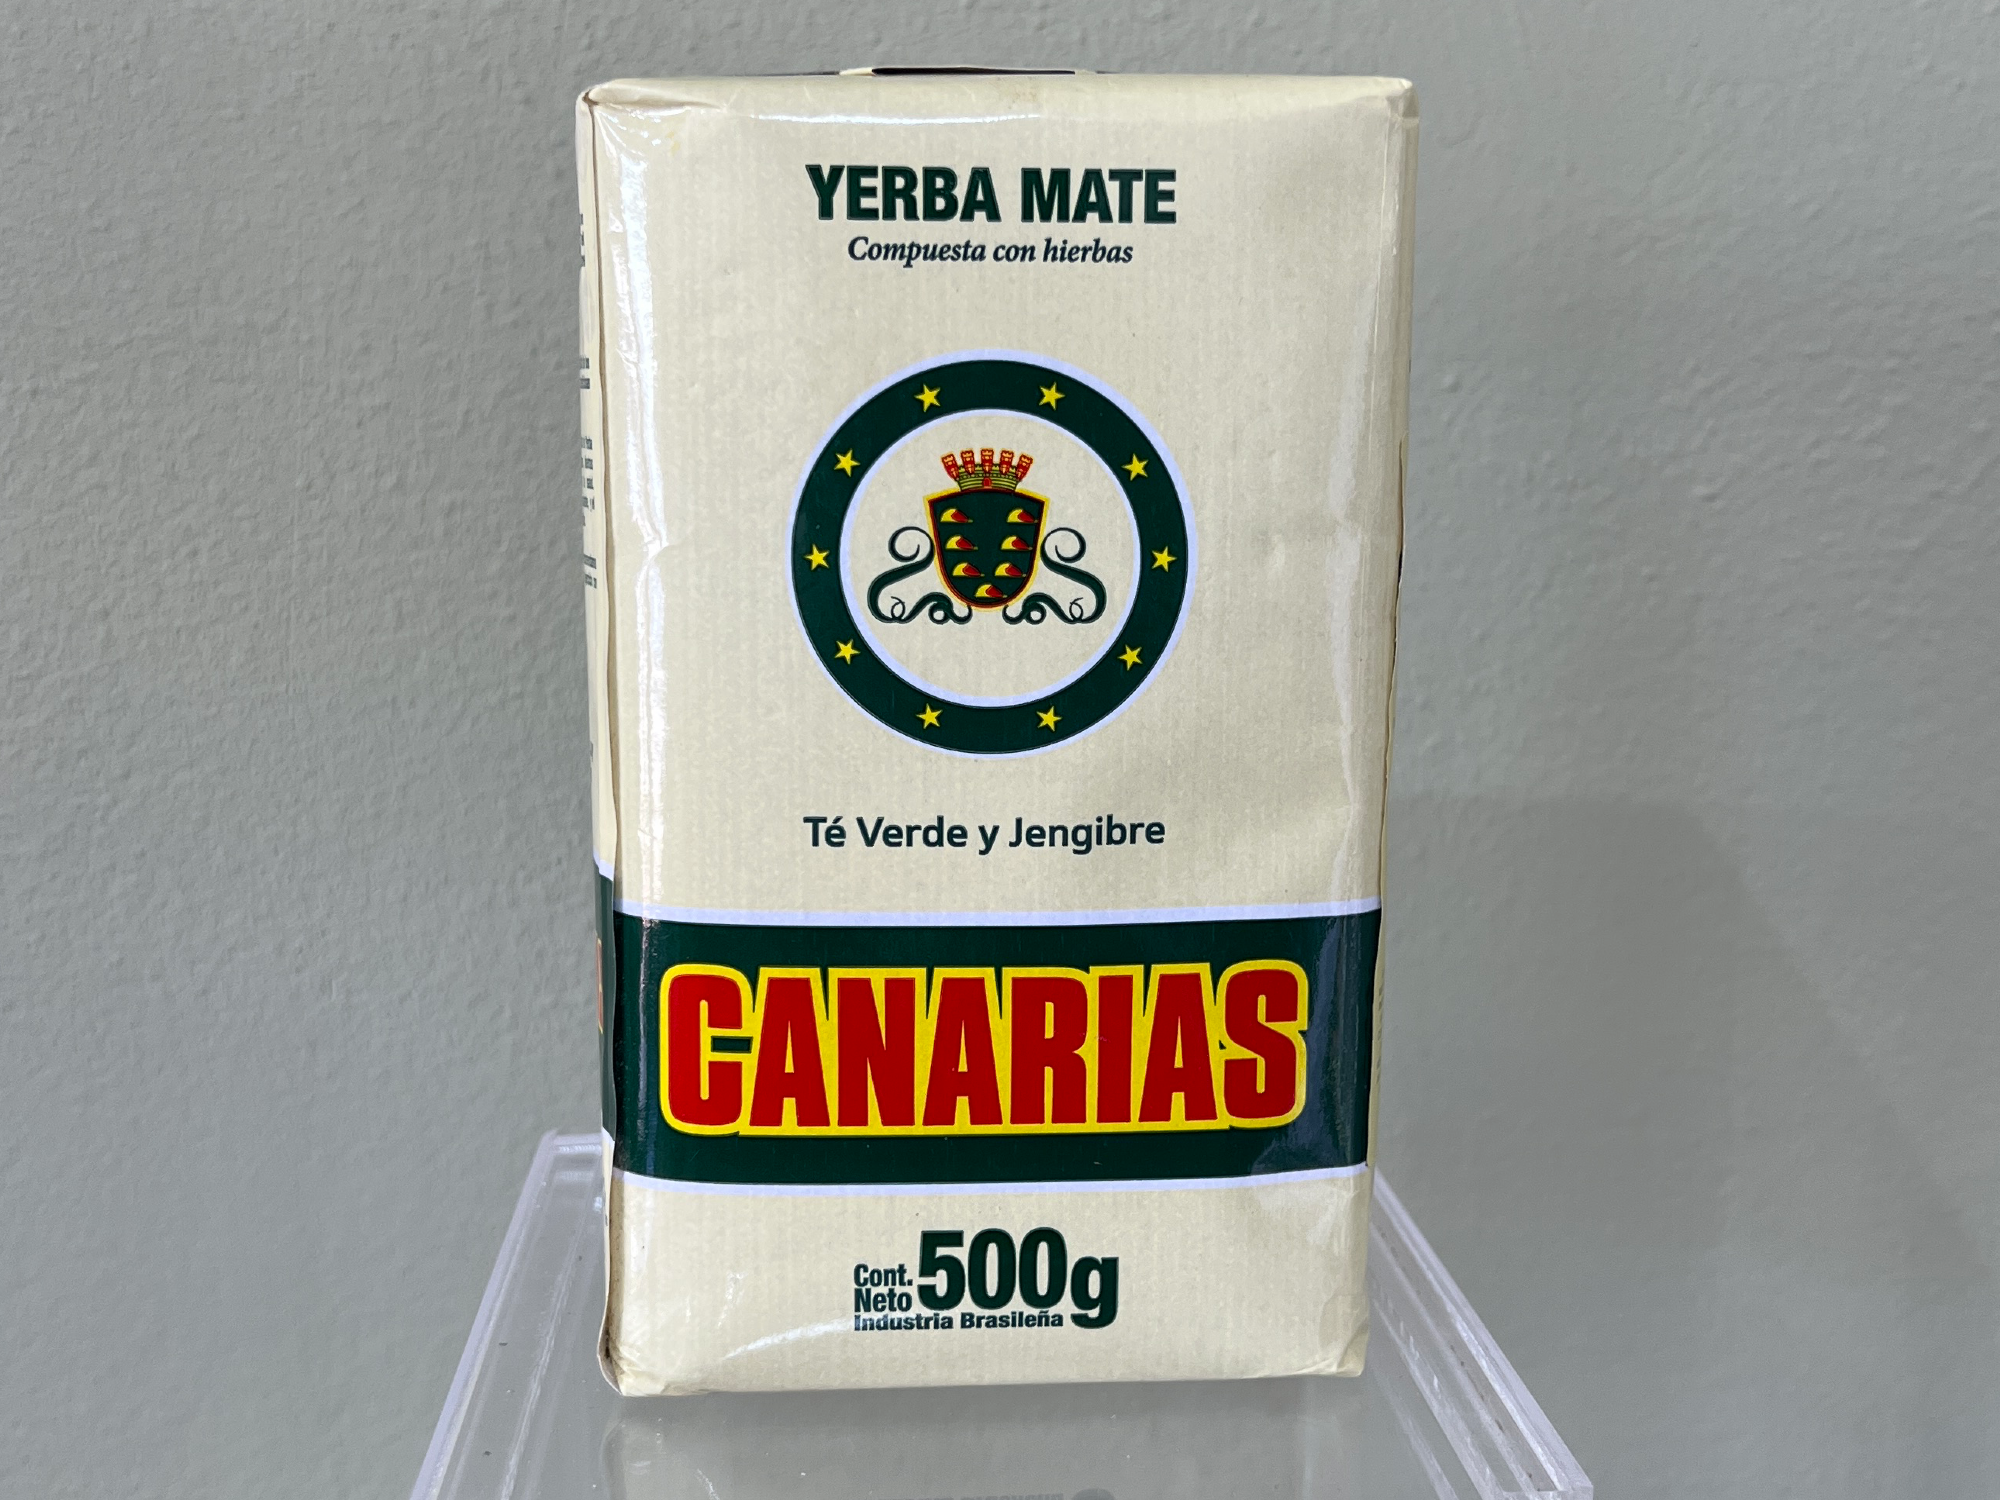 YERBA MATE
Compuesta con hierbas
Té Verde y Jengibre
CANARIAS
Cont.
Neto 500g
Industria Brasileña